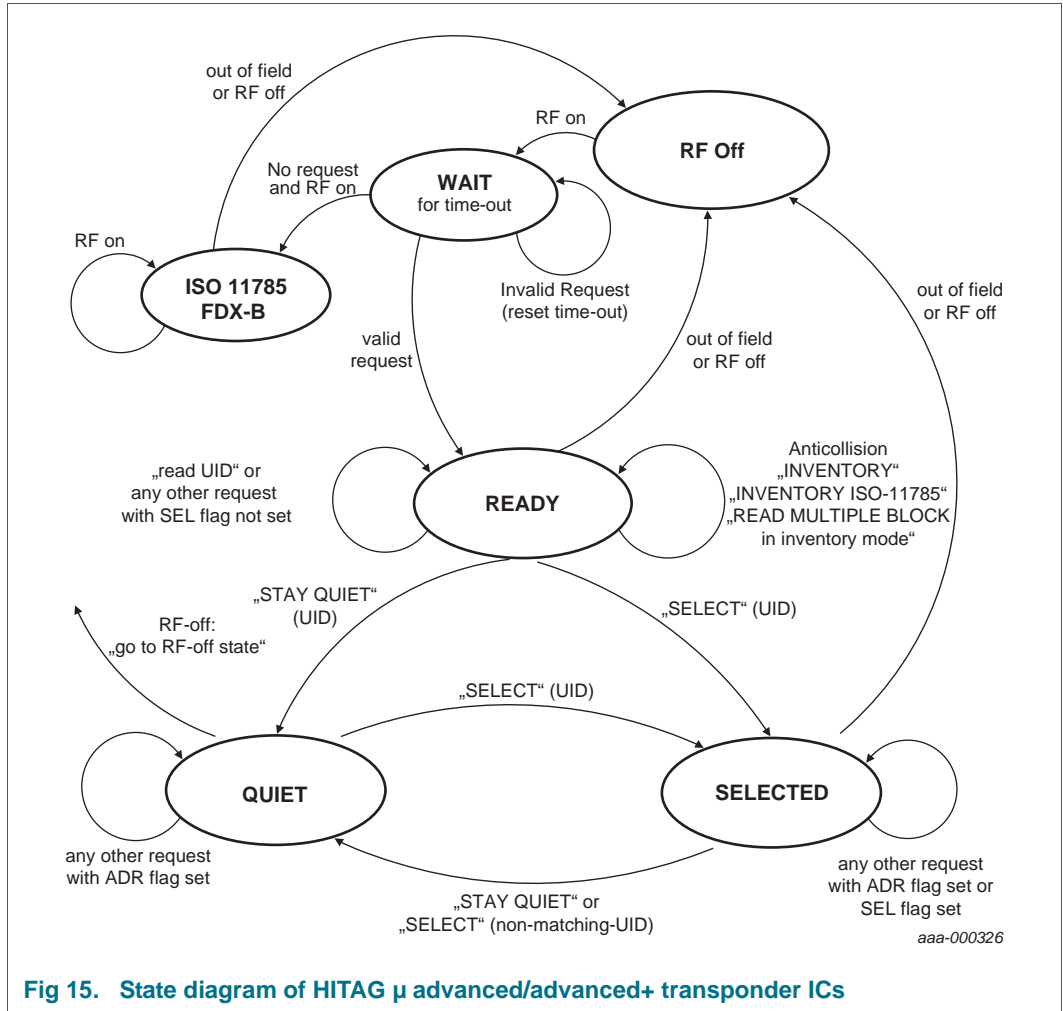 out of field
or RF off
RF on
RF Off
No request
and RF on
WAIT
for time-out
RF on
ISO 11785
FDX-B
Invalid Request
(reset time-out)
out of field
or RF off
valid
request
out of field
or RF off
„read UID“ or
any other request
with SEL flag not set
READY
Anticollision
„INVENTORY“
„INVENTORY ISO-11785“
„READ MULTIPLE BLOCK
in inventory mode“
„STAY QUIET“
(UID)
„SELECT“ (UID)
RF-off:
„go to RF-off state“
„SELECT“ (UID)
QUIET
SELECTED
any other request
with ADR flag set
„STAY QUIET“ or
„SELECT“ (non-matching-UID)
any other request
with ADR flag set or
SEL flag set
aaa-000326
Fig 15. State diagram of HITAG µ advanced/advanced+ transponder ICs